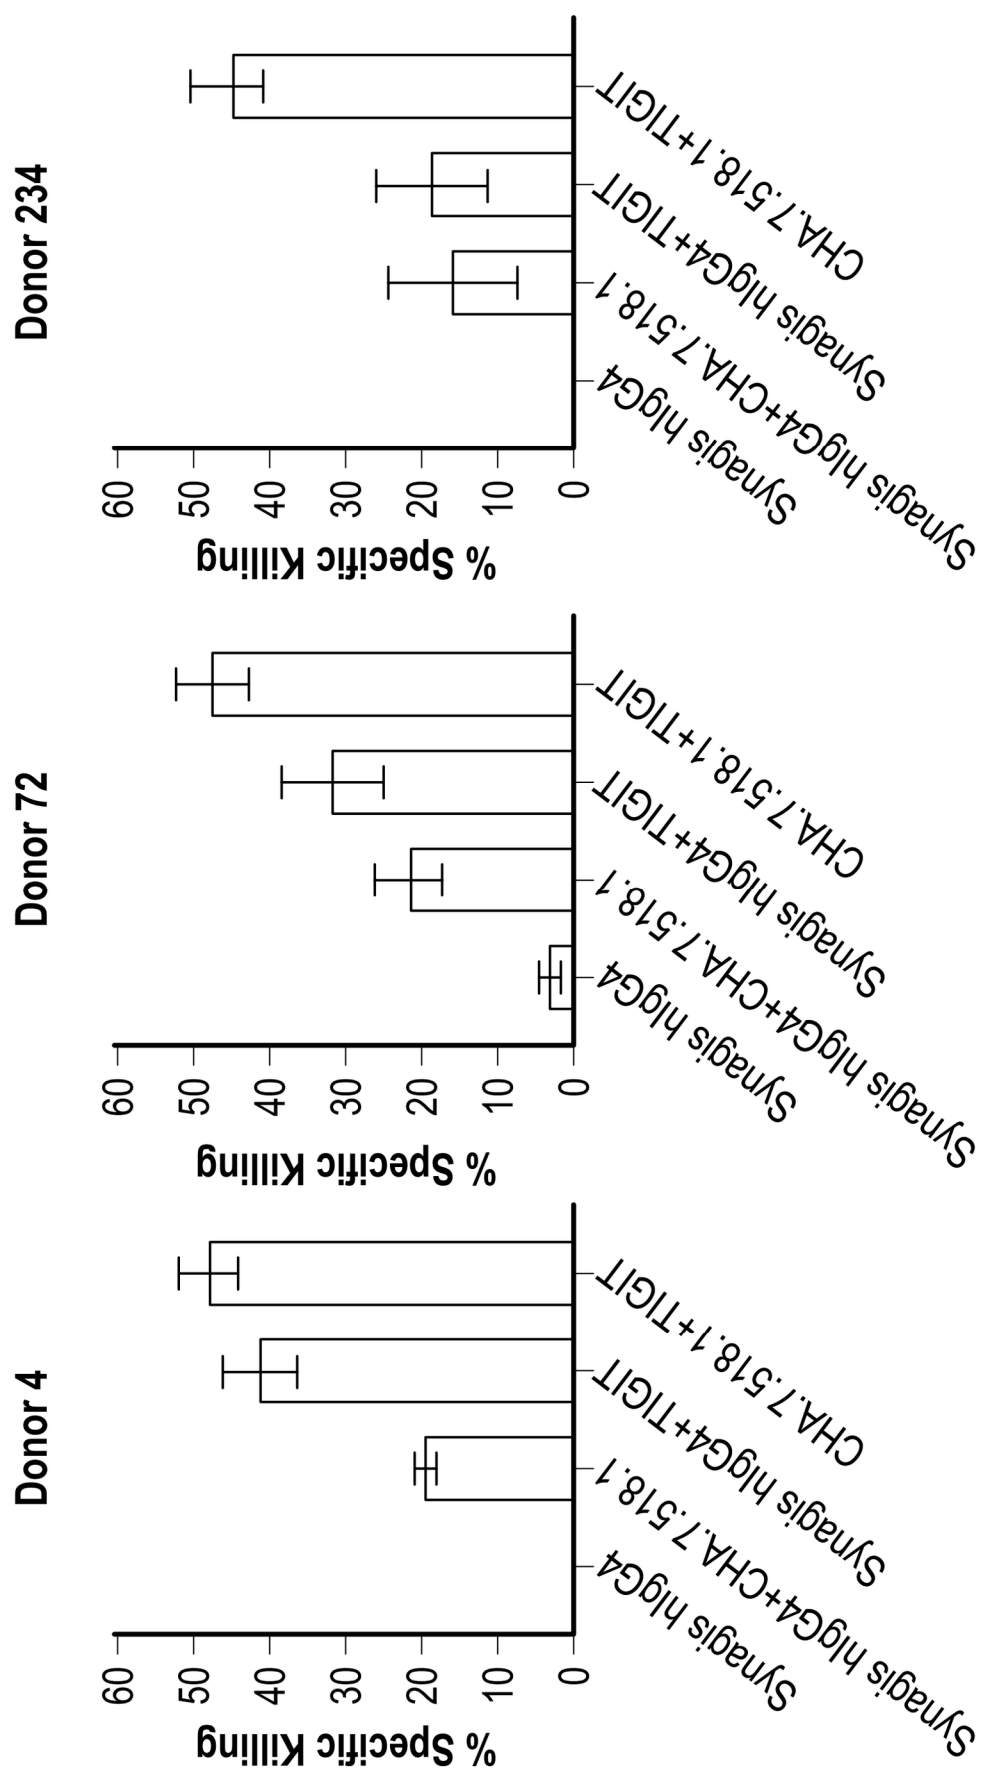 Donor 4
% Specific Killing
60
50
40
30
20
10
0
Synagis hIgG4
Synagis hIgG4+CHA.7.518.1
Synagis hIgG4+TIGIT
CHA.7.518.1+TIGIT
Donor 72
% Specific Killing
60
50
40
30
20
10
0
Synagis hIgG4
Synagis hIgG4+CHA.7.518.1
Synagis hIgG4+TIGIT
CHA.7.518.1+TIGIT
Donor 234
% Specific Killing
60
50
40
30
20
10
0
Synagis hIgG4
Synagis hIgG4+CHA.7.518.1
Synagis hIgG4+TIGIT
CHA.7.518.1+TIGIT